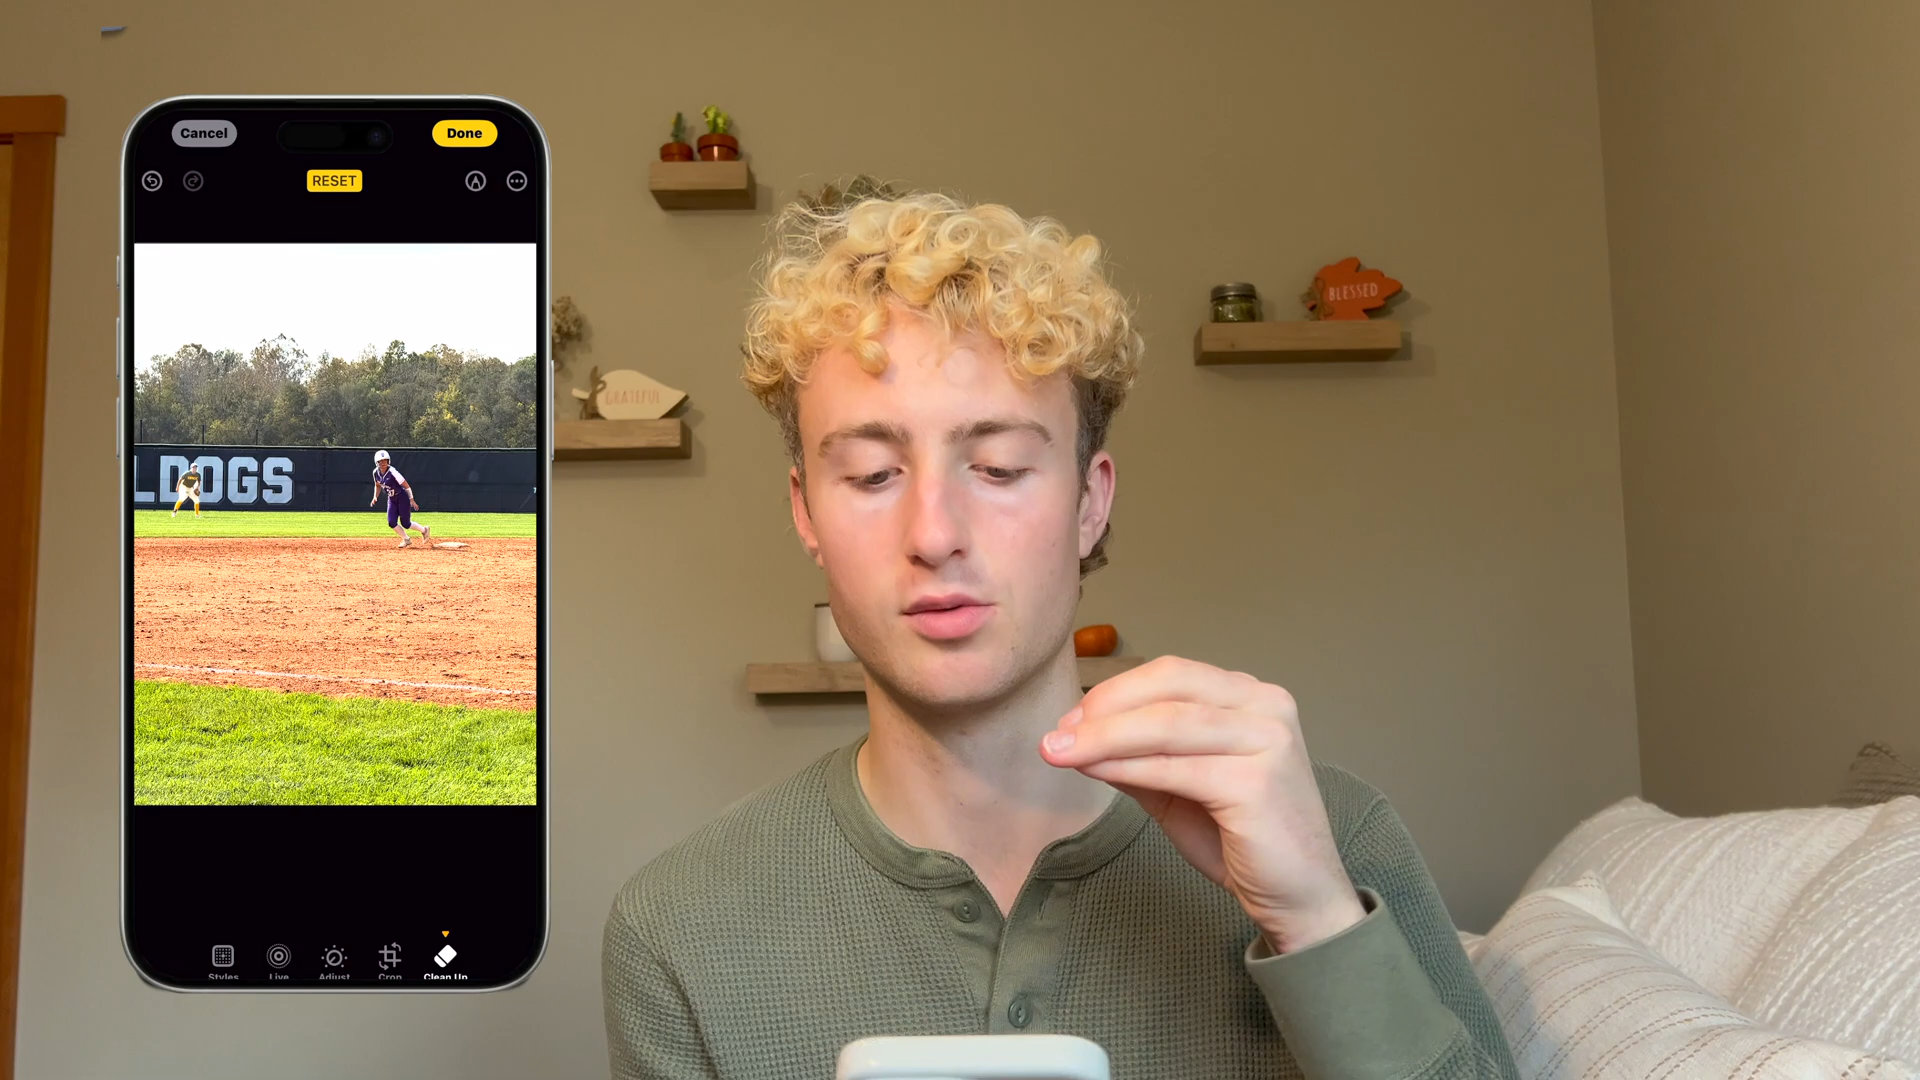 Cancel
Done
RESET
LDOGS
Styles
Live
Adjust
Crop
Clean Up
GRATEFUL
BLESSED